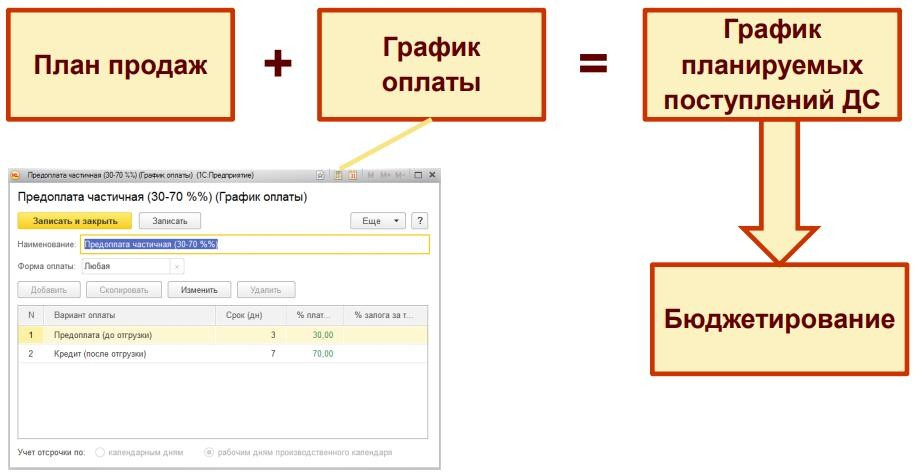 План продаж
+
График
оплаты
=
График
планируемых
поступлений ДС
Предоплата частичная (30-70 %%) (График оплаты) (1С:Предприятие)
M M+ M-
Предоплата частичная (30-70 %%) (График оплаты)
Записать и закрыть Записать Еще ?
Наименование: Предоплата частичная (30-70 %%)
Форма оплаты: Любая ×
Добавить Скопировать Изменить Удалить
N Вариант оплаты Срок (дн) % плат... % залога за т...
1 Предоплата (до отгрузки) 3 30,00
2 Кредит (после отгрузки) 7 70,00
Учет отсрочки по: календарным дням рабочим дням производственного календаря
Бюджетирование